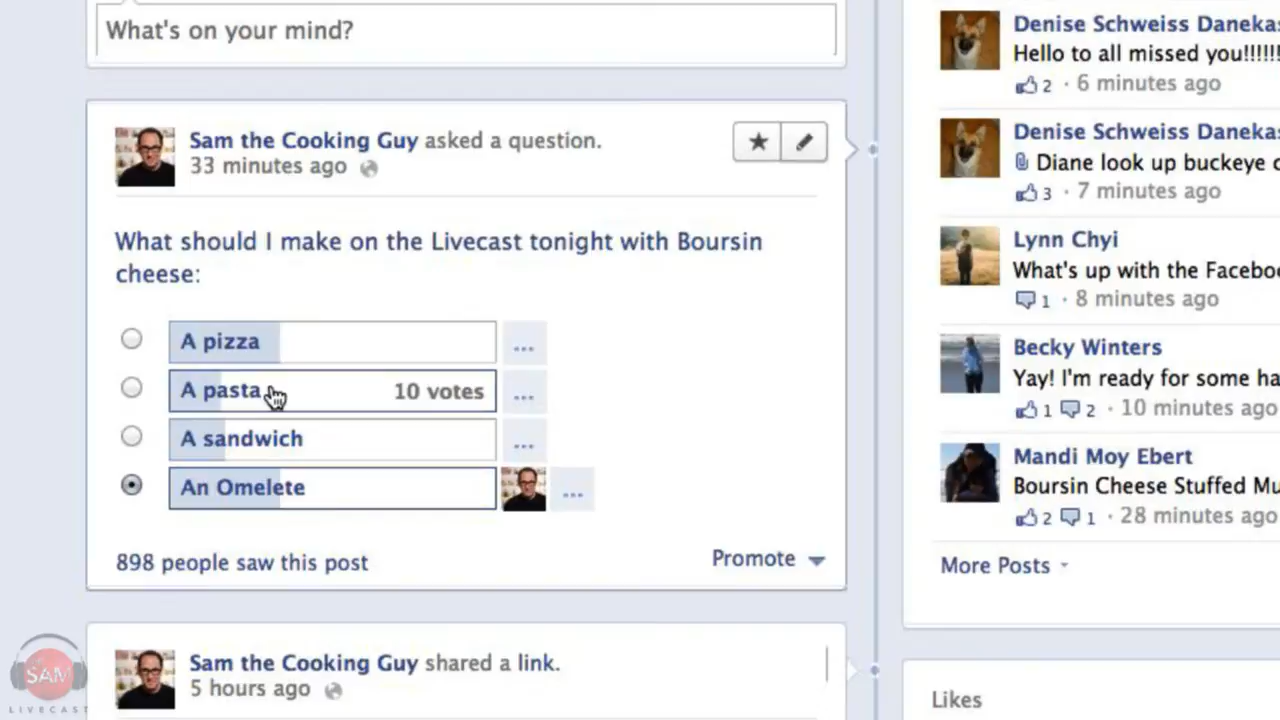 What's on your mind?
Sam the Cooking Guy asked a question.
33 minutes ago
What should I make on the Livecast tonight with Boursin
cheese:
A pizza
...
A pasta 10 votes
...
A sandwich
...
An Omelete
...
898 people saw this post
Promote
Sam the Cooking Guy shared a link.
5 hours ago
SAM
LIVECAST
Denise Schweiss Danekas
Hello to all missed you!!!!!!
2 · 6 minutes ago
Denise Schweiss Danekas
Diane look up buckeye
3 · 7 minutes ago
Lynn Chyi
What's up with the
1 · 8 minutes ago
Becky Winters
Yay! I'm ready for some
1 2 · 10 minutes ago
Mandi Moy Ebert
Boursin Cheese Stuffed
2 1 · 28 minutes ago
More Posts
Likes